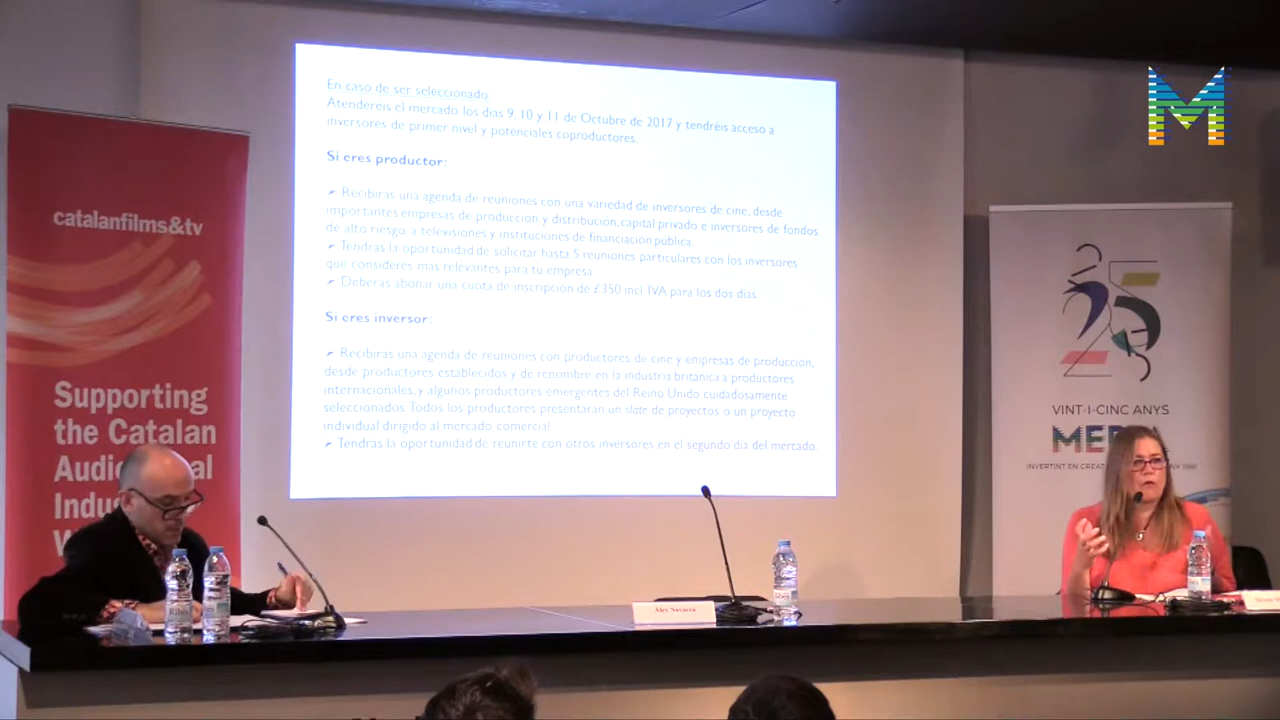 En caso de ser seleccionado:
Atenderéis el mercado los días 9, 10 y 11 de Octubre de 2017 y tendréis acceso a
inversores de primer nivel y potenciales coproductores.
Si eres productor:
Recibirás una agenda de reuniones con una variedad de inversores de cine, desde
importantes empresas de producción y distribución, capital privado e inversores de fondos
de alto riesgo, a televisiones y instituciones de financiación pública.
Tendrás la oportunidad de solicitar hasta 5 reuniones particulares con los inversores
que consideres más relevantes para tu empresa
Deberás abonar una cuota de inscripción de £350 incl. IVA para los dos días.
Si eres inversor:
Recibirás una agenda de reuniones con productores de cine y empresas de producción,
desde productores establecidos y de renombre en la industria británica a productores
internacionales, y algunos productores emergentes del Reino Unido cuidadosamente
seleccionados. Todos los productores presentarán un slate de proyectos o un proyecto
individual dirigido al mercado comercial.
Tendrás la oportunidad de reunirte con otros inversores en el segundo día del mercado.
catalanfilms&tv
Supporting
the Catalan
M
25
VINT-I-CINC ANYS
INVERTINT EN
Àlex Navarro